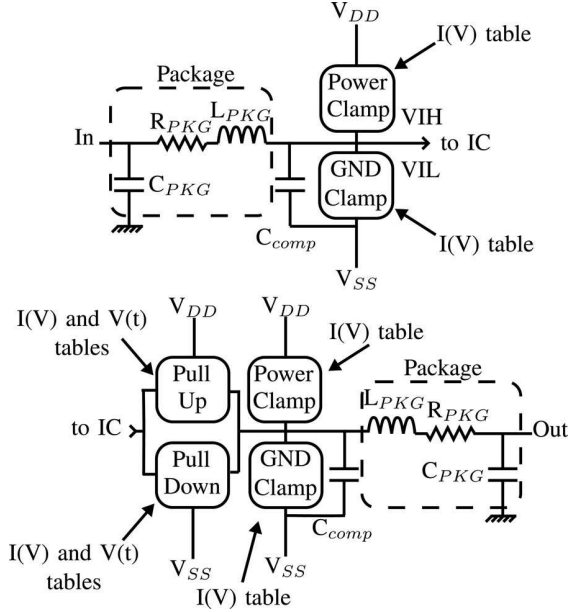 V_DD
I(V) table
Package
Power
Clamp
L_PKG
R_PKG
VIH
In
to IC
GND
Clamp
VIL
C_PKG
C_comp
I(V) table
V_SS
I(V) and V(t)
tables
V_DD
V_DD
I(V) table
Package
Pull
Up
Power
Clamp
L_PKG
R_PKG
to IC
Out
Pull
Down
GND
Clamp
C_PKG
C_comp
I(V) and V(t)
tables
V_SS
V_SS
I(V) table